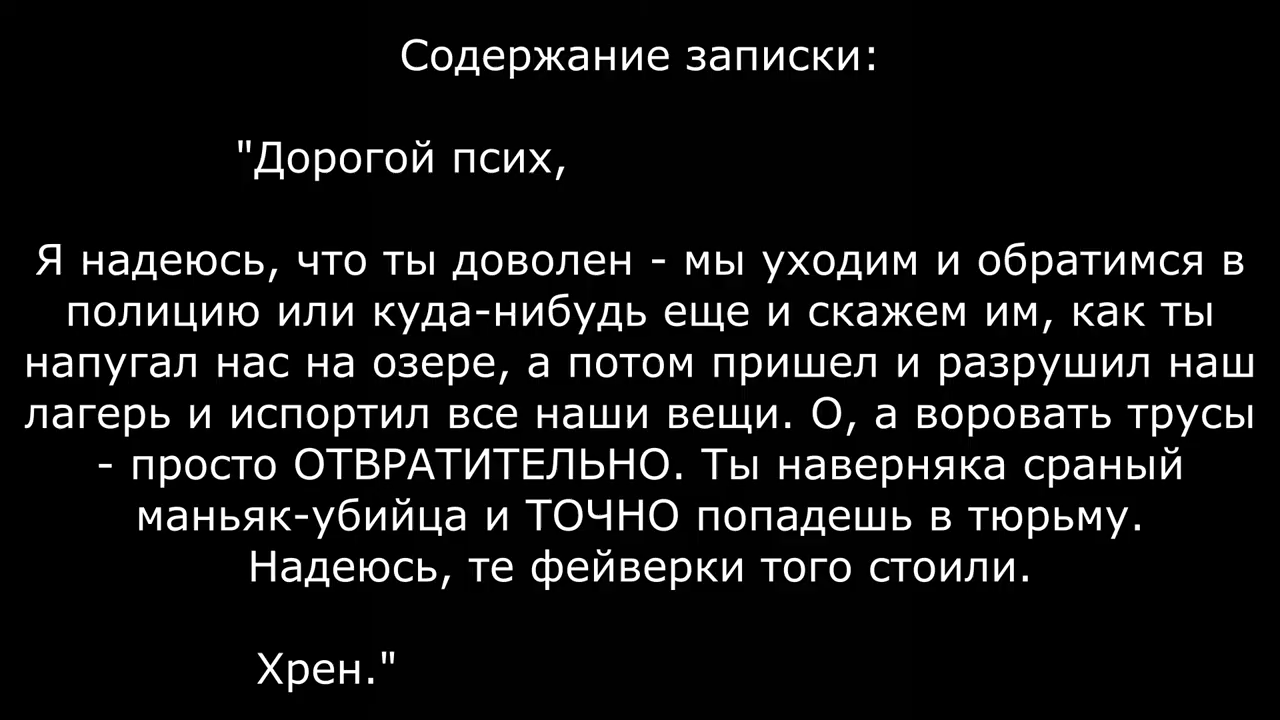 Содержание записки:
"Дорогой псих,
Я надеюсь, что ты доволен - мы уходим и обратимся в
полицию или куда-нибудь еще и скажем им, как ты
напугал нас на озере, а потом пришел и разрушил наш
лагерь и испортил все наши вещи. О, а воровать трусы
- просто ОТВРАТИТЕЛЬНО. Ты наверняка сраный
маньяк-убийца и ТОЧНО попадешь в тюрьму.
Надеюсь, те фейверки того стоили.
Хрен."